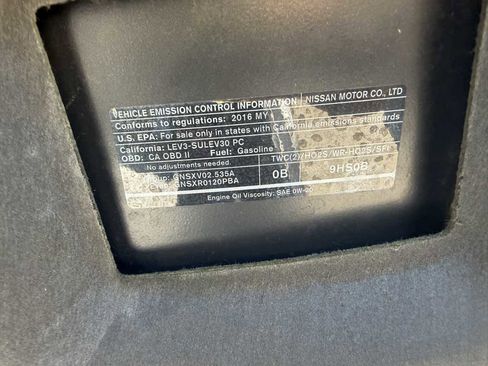 VEHICLE EMISSION CONTROL INFORMATION NISSAN MOTOR CO., LTD
Conforms to regulations: 2016 MY
U.S. EPA: For sale only in states with California emissions standards
California: LEV3-SULEV30 PC
OBD: CA OBD II Fuel: Gasoline
No adjustments needed. TWC(2)/HO2S/WR-HO2S/SFI
GNSXV02.535A 0B 9HS0B
Evap: GNSXR0120PBA
Engine Oil Viscosity: SAE 0W-20